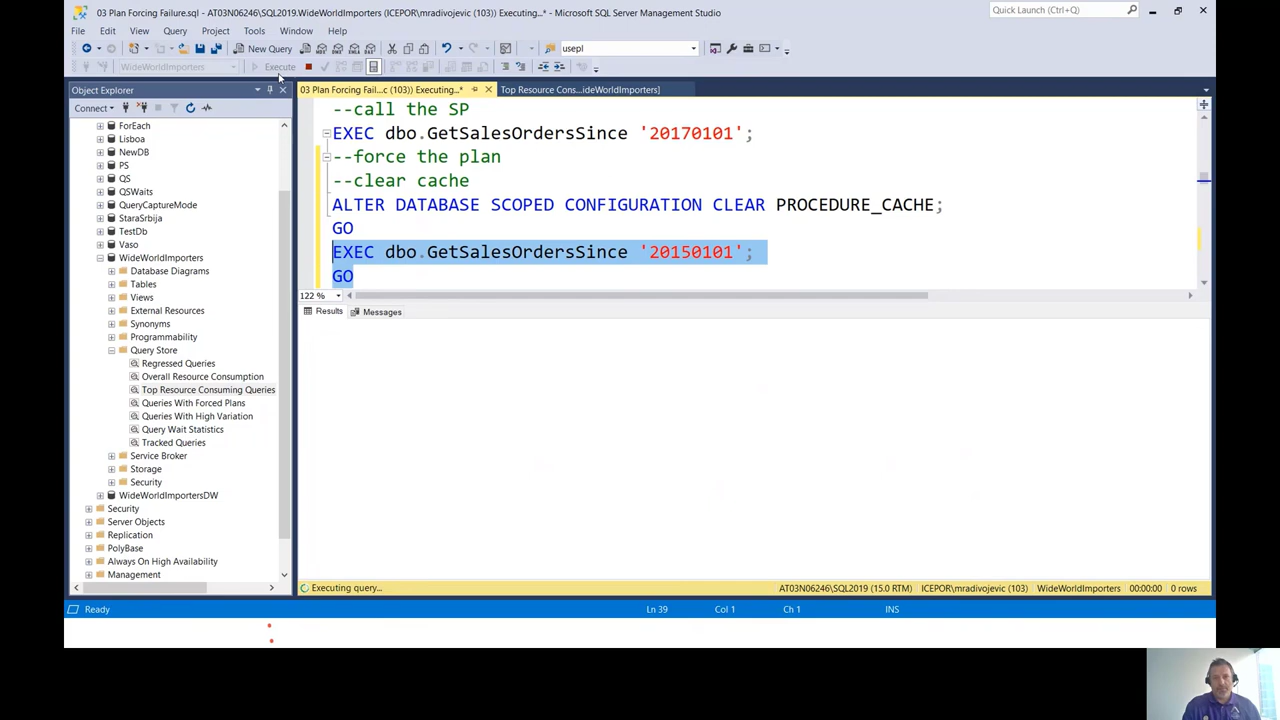 03 Plan Forcing Failure.sql - AT03N06246\SQL2019.WideWorldImporters (ICEPOR\mradivojevic (103)) Executing...* - Microsoft SQL Server Management Studio
Quick Launch (Ctrl+Q)
File Edit View Query Project Tools Window Help
New Query
usepl
WideWorldImporters
Execute
Object Explorer
03 Plan Forcing Fail...c (103)) Executing...*
Top Resource Cons...ideWorldImporters]
Connect
ForEach
Lisboa
NewDB
PS
QS
QSWaits
QueryCaptureMode
StaraSrbija
TestDb
Vaso
WideWorldImporters
Database Diagrams
Tables
Views
External Resources
Synonyms
Programmability
Query Store
Regressed Queries
Overall Resource Consumption
Top Resource Consuming Queries
Queries With Forced Plans
Queries With High Variation
Query Wait Statistics
Tracked Queries
Service Broker
Storage
Security
WideWorldImportersDW
Security
Server Objects
Replication
PolyBase
Always On High Availability
Management
--call the SP
EXEC dbo.GetSalesOrdersSince '20170101';
--force the plan
--clear cache
ALTER DATABASE SCOPED CONFIGURATION CLEAR PROCEDURE_CACHE;
GO
EXEC dbo.GetSalesOrdersSince '20150101';
GO
122 %
Results Messages
Executing query...
AT03N06246\SQL2019 (15.0 RTM) ICEPOR\mradivojevic (103) WideWorldImporters 00:00:00 0 rows
Ready
Ln 39 Col 1 Ch 1 INS